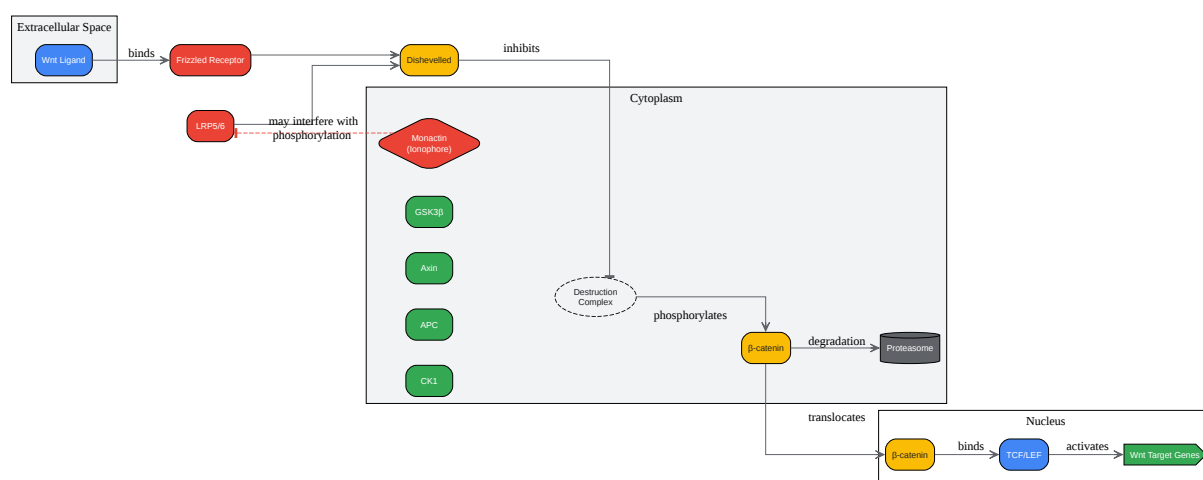 Extracellular Space
Wnt Ligand
binds
Frizzled Receptor
Dishevelled
inhibits
Cytoplasm
LRP5/6
may interfere with
phosphorylation
Monactin
(Ionophore)
GSK3β
Axin
APC
CK1
Destruction
Complex
phosphorylates
β-catenin
degradation
Proteasome
translocates
Nucleus
β-catenin
binds
TCF/LEF
activates
Wnt Target Genes